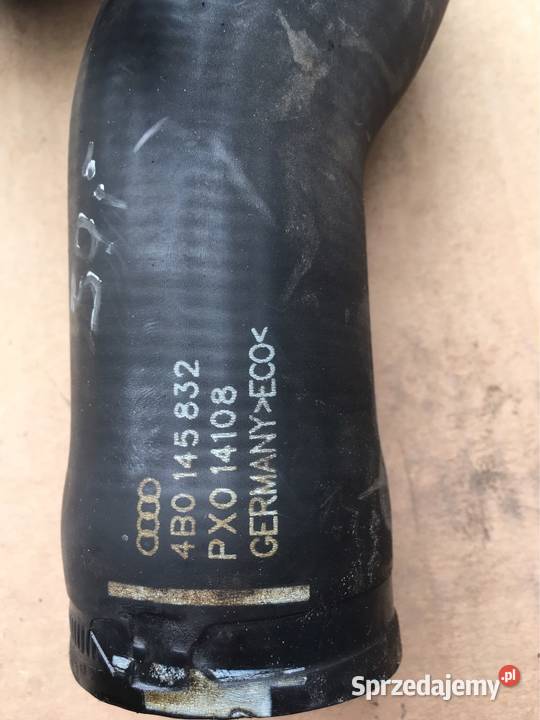 4B0 145 832
PX0 14108
GERMANY>ECO<
Sprzedajemy.pl